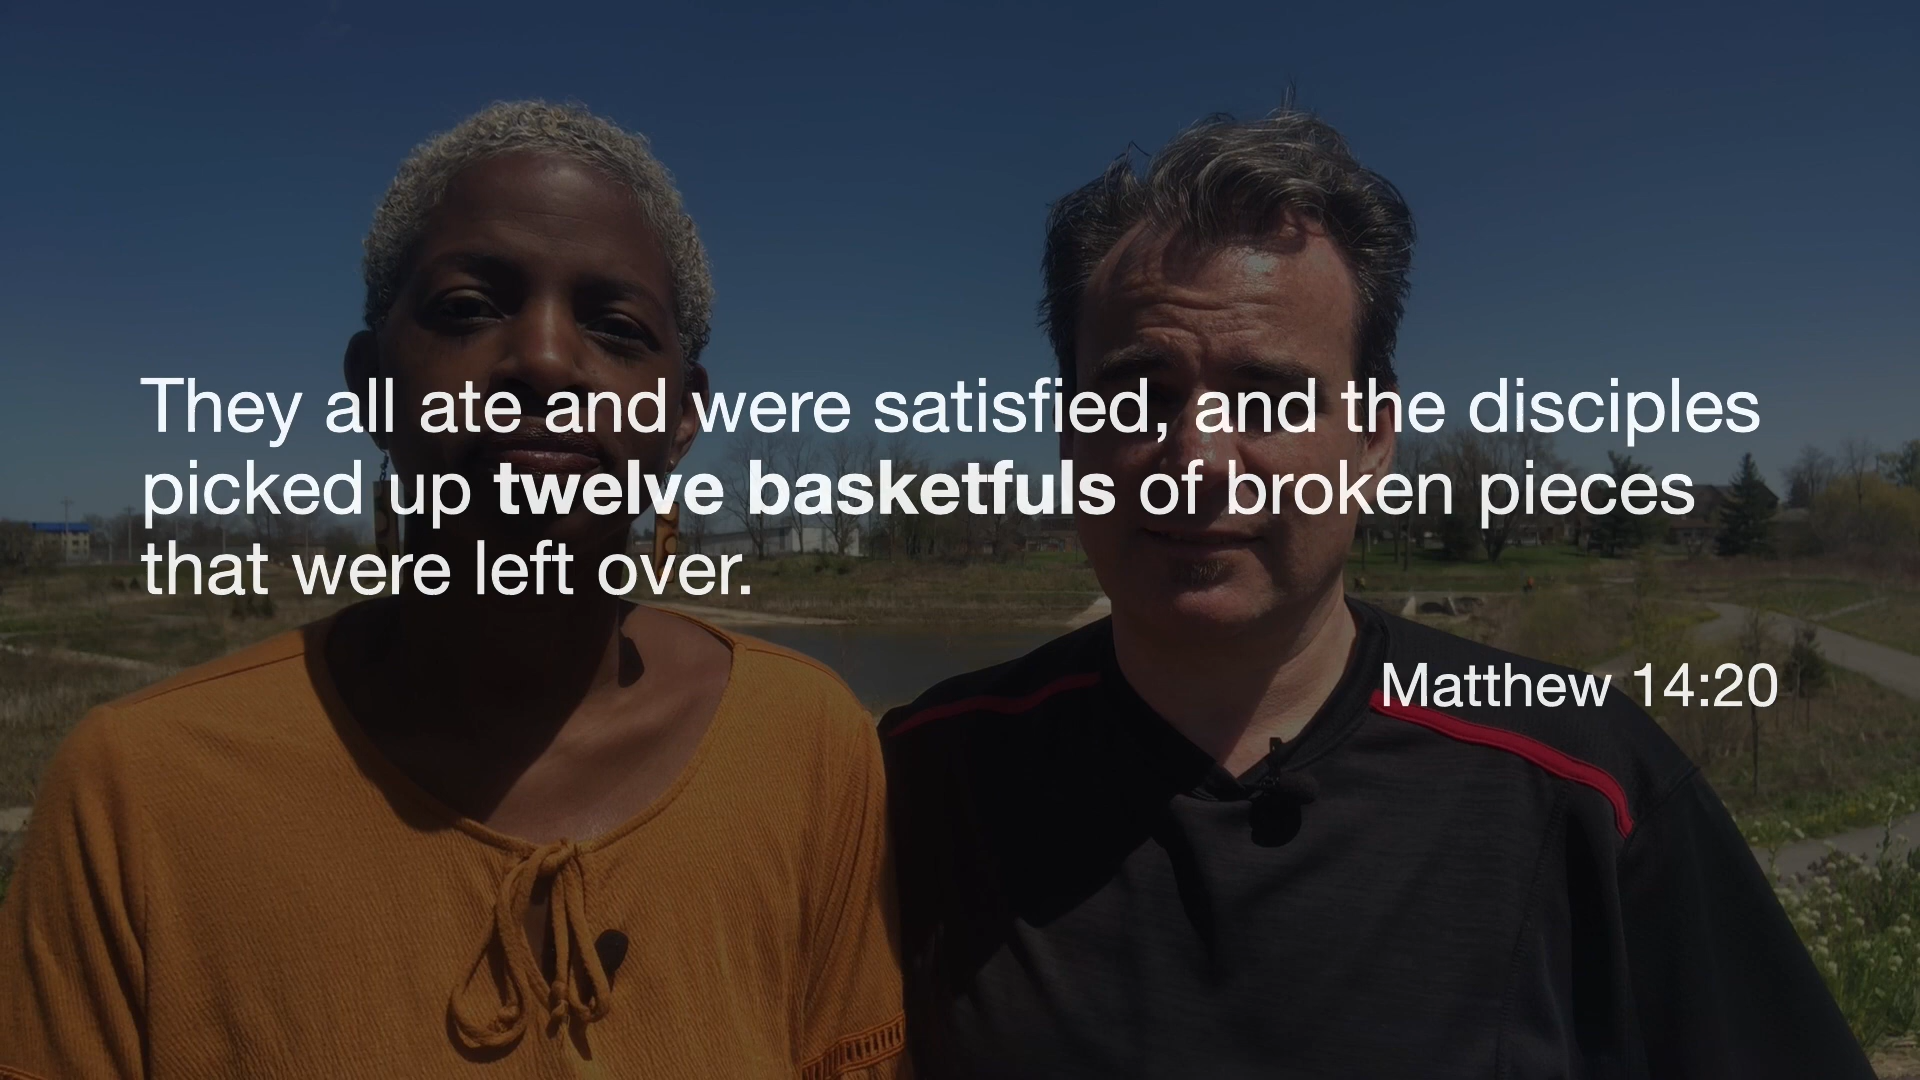 They all ate and were satisfied, and the disciples
picked up twelve basketfuls of broken pieces
that were left over.
Matthew 14:20